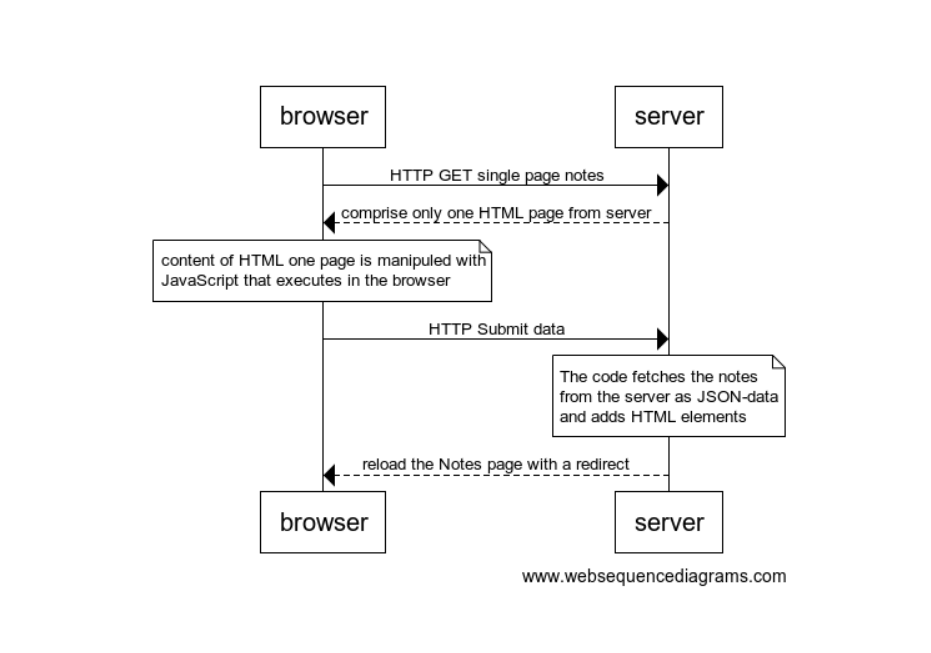 browser
server
HTTP GET single page notes
comprise only one HTML page from server
content of HTML one page is manipuled with
JavaScript that executes in the browser
HTTP Submit data
The code fetches the notes
from the server as JSON-data
and adds HTML elements
reload the Notes page with a redirect
browser
server
www.websequencediagrams.com